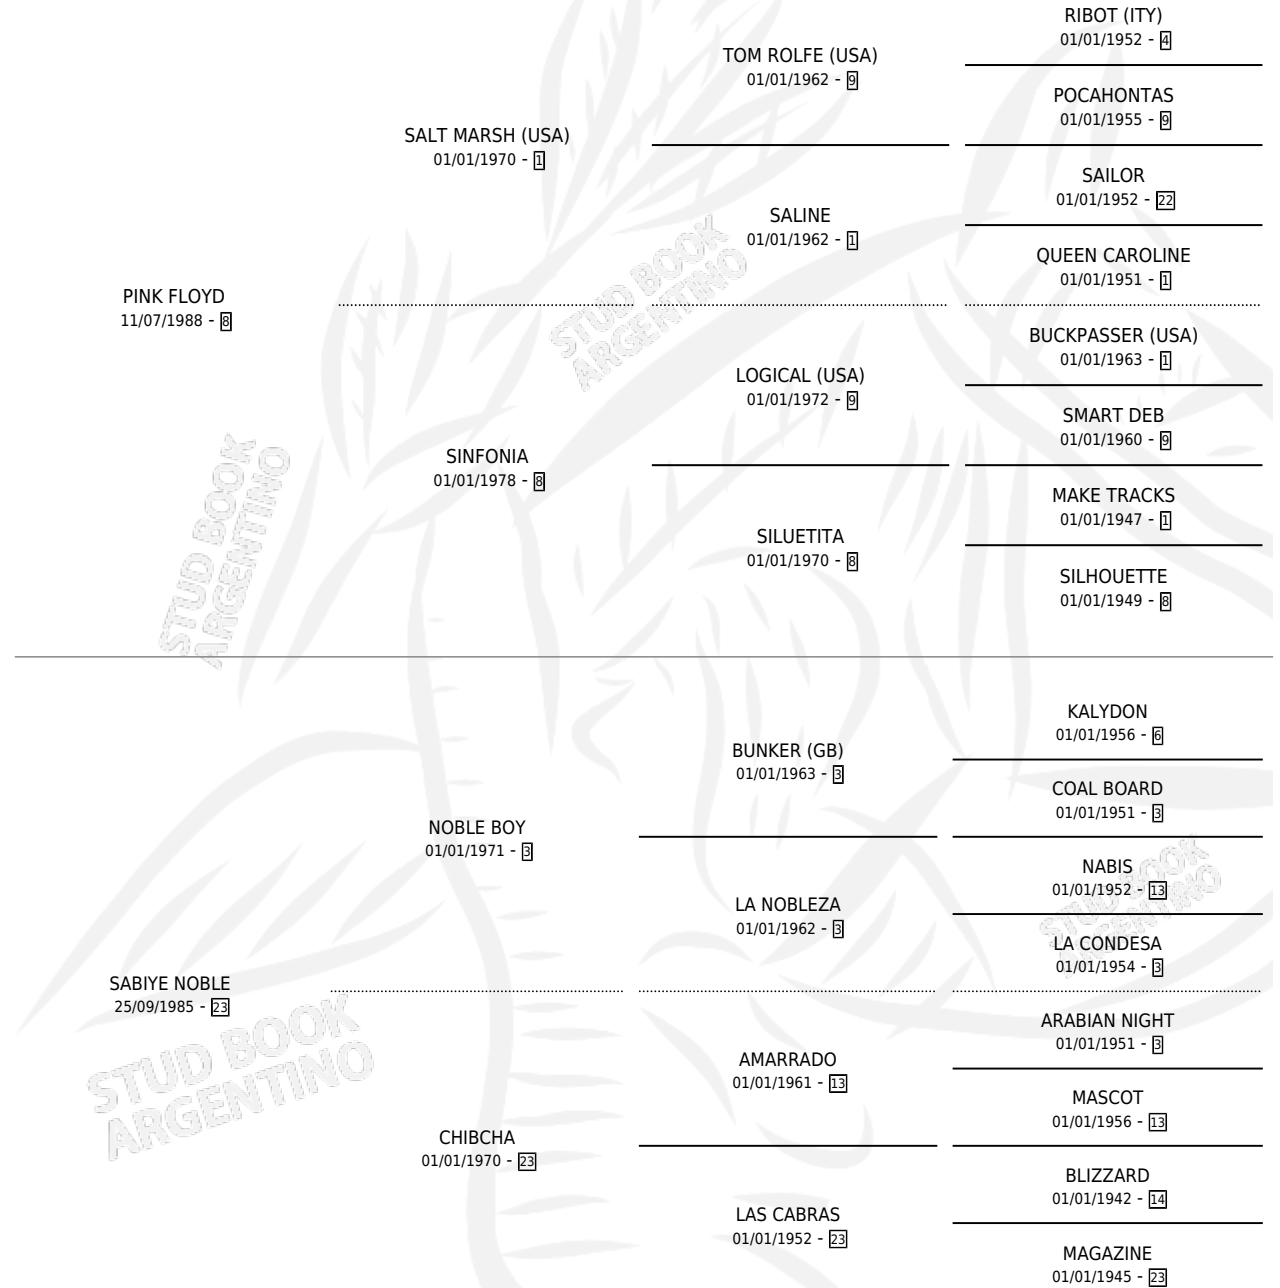 RIBOT (ITY)
01/01/1952 - 4
TOM ROLFE (USA)
01/01/1962 - 9
POCAHONTAS
01/01/1955 - 9
SALT MARSH (USA)
01/01/1970 - 1
SAILOR
01/01/1952 - 22
SALINE
01/01/1962 - 1
QUEEN CAROLINE
01/01/1951 - 1
PINK FLOYD
11/07/1988 - 8
BUCKPASSER (USA)
01/01/1963 - 1
LOGICAL (USA)
01/01/1972 - 9
SMART DEB
01/01/1960 - 9
SINFONIA
01/01/1978 - 8
MAKE TRACKS
01/01/1947 - 1
SILUETITA
01/01/1970 - 8
SILHOUETTE
01/01/1949 - 8
KALYDON
01/01/1956 - 6
BUNKER (GB)
01/01/1963 - 3
COAL BOARD
01/01/1951 - 3
NOBLE BOY
01/01/1971 - 3
NABIS
01/01/1952 - 13
LA NOBLEZA
01/01/1962 - 3
LA CONDESA
01/01/1954 - 3
SABIYE NOBLE
25/09/1985 - 23
ARABIAN NIGHT
01/01/1951 - 3
AMARRADO
01/01/1961 - 13
MASCOT
01/01/1956 - 13
CHIBCHA
01/01/1970 - 23
BLIZZARD
01/01/1942 - 14
LAS CABRAS
01/01/1952 - 23
MAGAZINE
01/01/1945 - 23
STUD BOOK
ARGENTINO
STUD BOOK
ARGENTINO
STUD BOOK
ARGENTINO
STUD BOOK
ARGENTINO